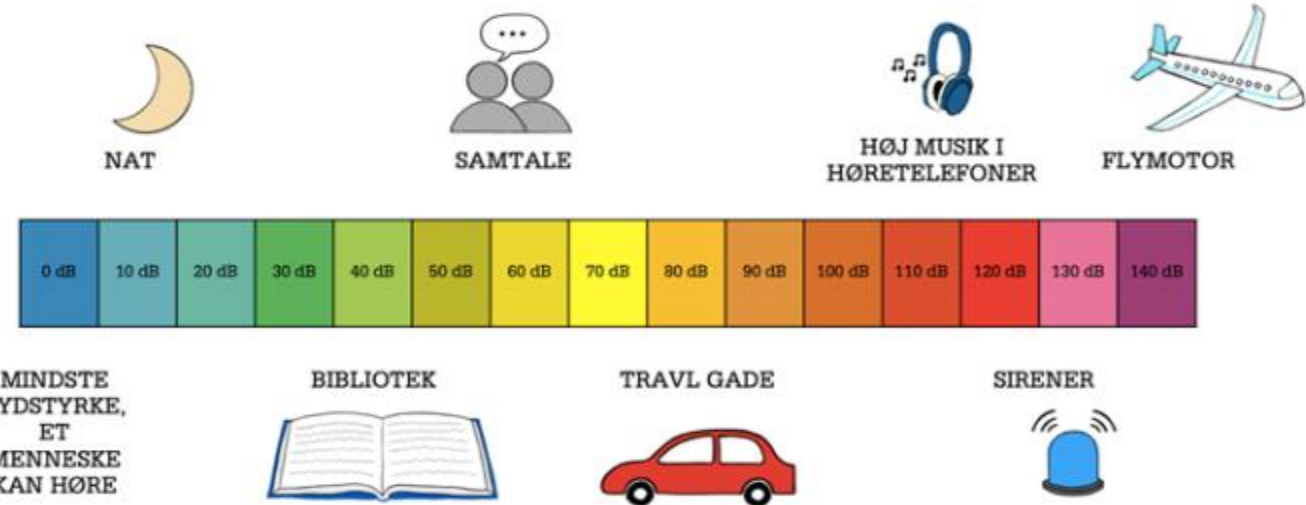 ...
NAT
SAMTALE
HØJ MUSIK I
HØRETELEFONER
FLYMOTOR
0 dB 10 dB 20 dB 30 dB 40 dB 50 dB 60 dB 70 dB 80 dB 90 dB 100 dB 110 dB 120 dB 130 dB 140 dB
MINDSTE
YDSTYRKE,
ET
MENNESKE
KAN HØRE
BIBLIOTEK
TRAVL GADE
SIRENER